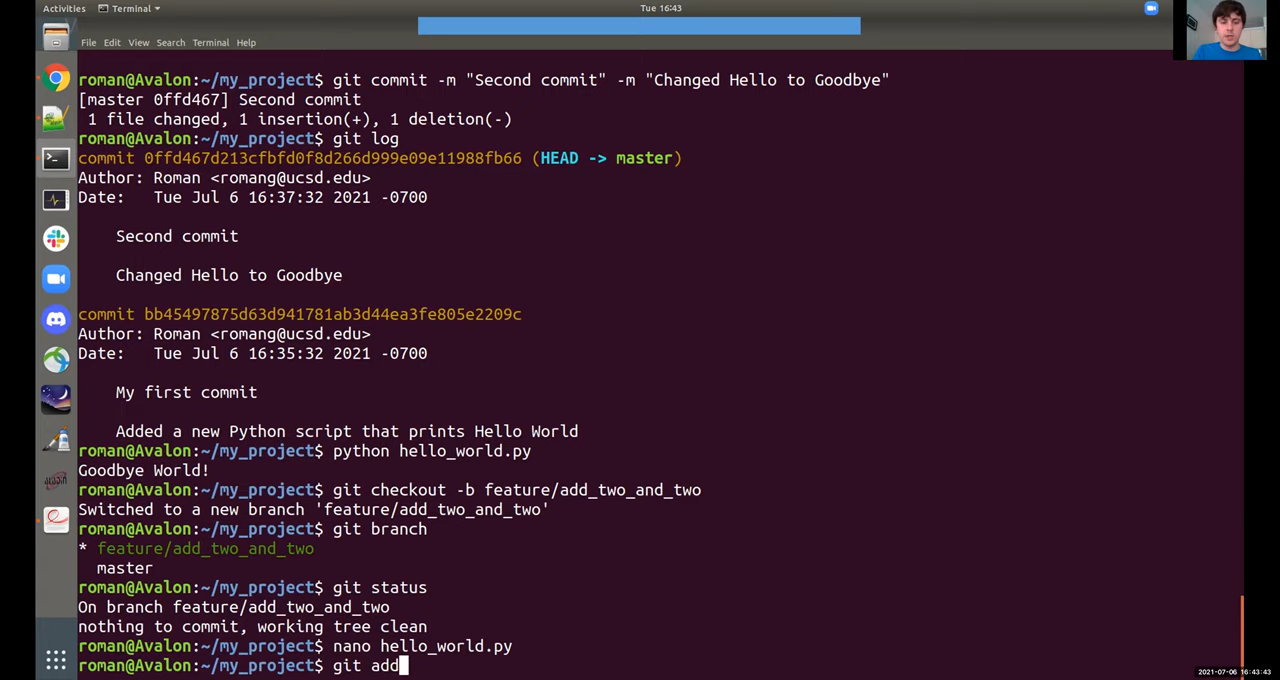 Activities Terminal Tue 16:43
File Edit View Search Terminal Help
roman@Avalon:~/my_project$ git commit -m "Second commit" -m "Changed Hello to Goodbye"
[master 0ffd467] Second commit
1 file changed, 1 insertion(+), 1 deletion(-)
roman@Avalon:~/my_project$ git log
commit 0ffd467d213cfbfd0f8d266d999e09e11988fb66 (HEAD -> master)
Author: Roman <romang@ucsd.edu>
Date:   Tue Jul 6 16:37:32 2021 -0700
Second commit
Changed Hello to Goodbye
commit bb45497875d63d941781ab3d44ea3fe805e2209c
Author: Roman <romang@ucsd.edu>
Date:   Tue Jul 6 16:35:32 2021 -0700
My first commit
Added a new Python script that prints Hello World
roman@Avalon:~/my_project$ python hello_world.py
Goodbye World!
roman@Avalon:~/my_project$ git checkout -b feature/add_two_and_two
Switched to a new branch 'feature/add_two_and_two'
roman@Avalon:~/my_project$ git branch
* feature/add_two_and_two
master
roman@Avalon:~/my_project$ git status
On branch feature/add_two_and_two
nothing to commit, working tree clean
roman@Avalon:~/my_project$ nano hello_world.py
roman@Avalon:~/my_project$ git add
2021-07-06 16:43:43